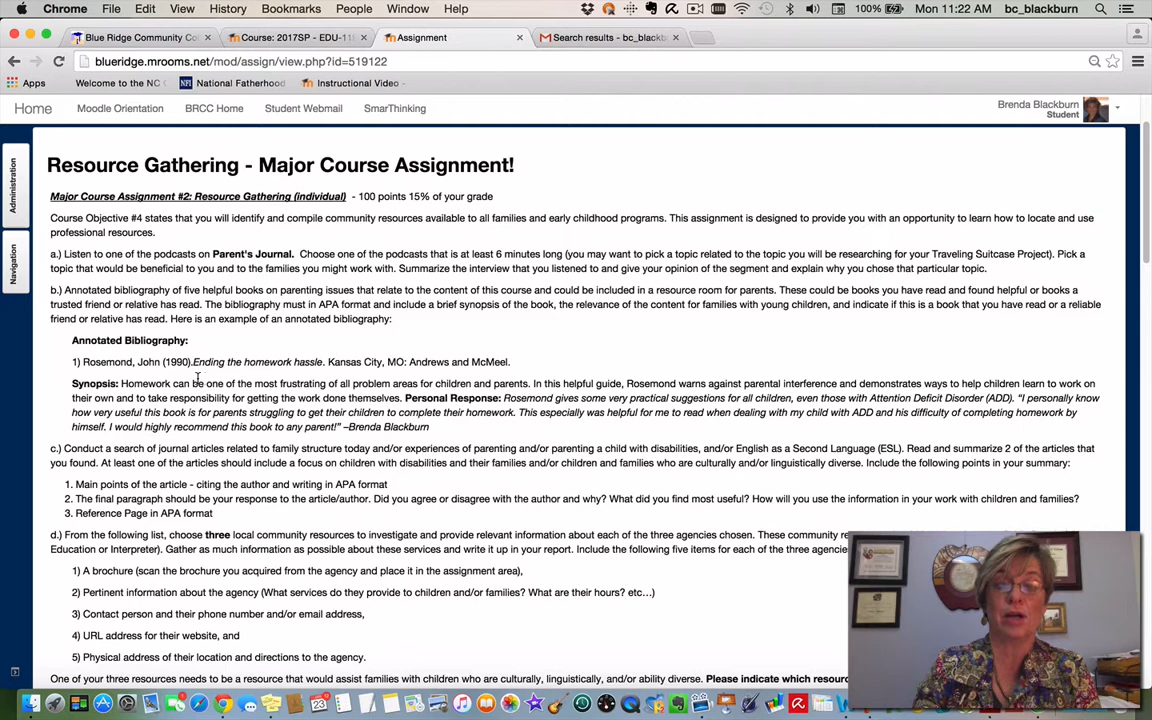 Chrome File Edit View History Bookmarks People Window Help 100% Mon 11:22 AM bc_blackburn
Blue Ridge Community Col Course: 2017SP - EDU-11 Assignment Search results - bc_blackb
blueridge.mrooms.net/mod/assign/view.php?id=519122
Apps Welcome to the NC NFI National Fatherhood Instructional Video -
Home Moodle Orientation BRCC Home Student Webmail SmarThinking Brenda Blackburn
Student
Administration
Navigation
Resource Gathering - Major Course Assignment!
Major Course Assignment #2: Resource Gathering (individual) - 100 points 15% of your grade
Course Objective #4 states that you will identify and compile community resources available to all families and early childhood programs. This assignment is designed to provide you with an opportunity to learn how to locate and use
professional resources.
a.) Listen to one of the podcasts on Parent's Journal. Choose one of the podcasts that is at least 6 minutes long (you may want to pick a topic related to the topic you will be researching for your Traveling Suitcase Project). Pick a
topic that would be beneficial to you and to the families you might work with. Summarize the interview that you listened to and give your opinion of the segment and explain why you chose that particular topic.
b.) Annotated bibliography of five helpful books on parenting issues that relate to the content of this course and could be included in a resource room for parents. These could be books you have read and found helpful or books a
trusted friend or relative has read. The bibliography must in APA format and include a brief synopsis of the book, the relevance of the content for families with young children, and indicate if this is a book that you have read or a reliable
friend or relative has read. Here is an example of an annotated bibliography:
Annotated Bibliography:
1) Rosemond, John (1990).Ending the homework hassle. Kansas City, MO: Andrews and McMeel.
Synopsis: Homework can be one of the most frustrating of all problem areas for children and parents. In this helpful guide, Rosemond warns against parental interference and demonstrates ways to help children learn to work on
their own and to take responsibility for getting the work done themselves. Personal Response: Rosemond gives some very practical suggestions for all children, even those with Attention Deficit Disorder (ADD). “I personally know
how very useful this book is for parents struggling to get their children to complete their homework. This especially was helpful for me to read when dealing with my child with ADD and his difficulty of completing homework by
himself. I would highly recommend this book to any parent!” –Brenda Blackburn
c.) Conduct a search of journal articles related to family structure today and/or experiences of parenting and/or parenting a child with disabilities, and/or English as a Second Language (ESL). Read and summarize 2 of the articles that
you found. At least one of the articles should include a focus on children with disabilities and their families and/or children and families who are culturally and/or linguistically diverse. Include the following points in your summary:
1. Main points of the article - citing the author and writing in APA format
2. The final paragraph should be your response to the article/author. Did you agree or disagree with the author and why? What did you find most useful? How will you use the information in your work with children and families?
3. Reference Page in APA format
d.) From the following list, choose three local community resources to investigate and provide relevant information about each of the three agencies chosen. These community re
Education or Interpreter). Gather as much information as possible about these services and write it up in your report. Include the following five items for each of the three agencies
1) A brochure (scan the brochure you acquired from the agency and place it in the assignment area),
2) Pertinent information about the agency (What services do they provide to children and/or families? What are their hours? etc...)
3) Contact person and their phone number and/or email address,
4) URL address for their website, and
5) Physical address of their location and directions to the agency.
One of your three resources needs to be a resource that would assist families with children who are culturally, linguistically, and/or ability diverse. Please indicate which resourc